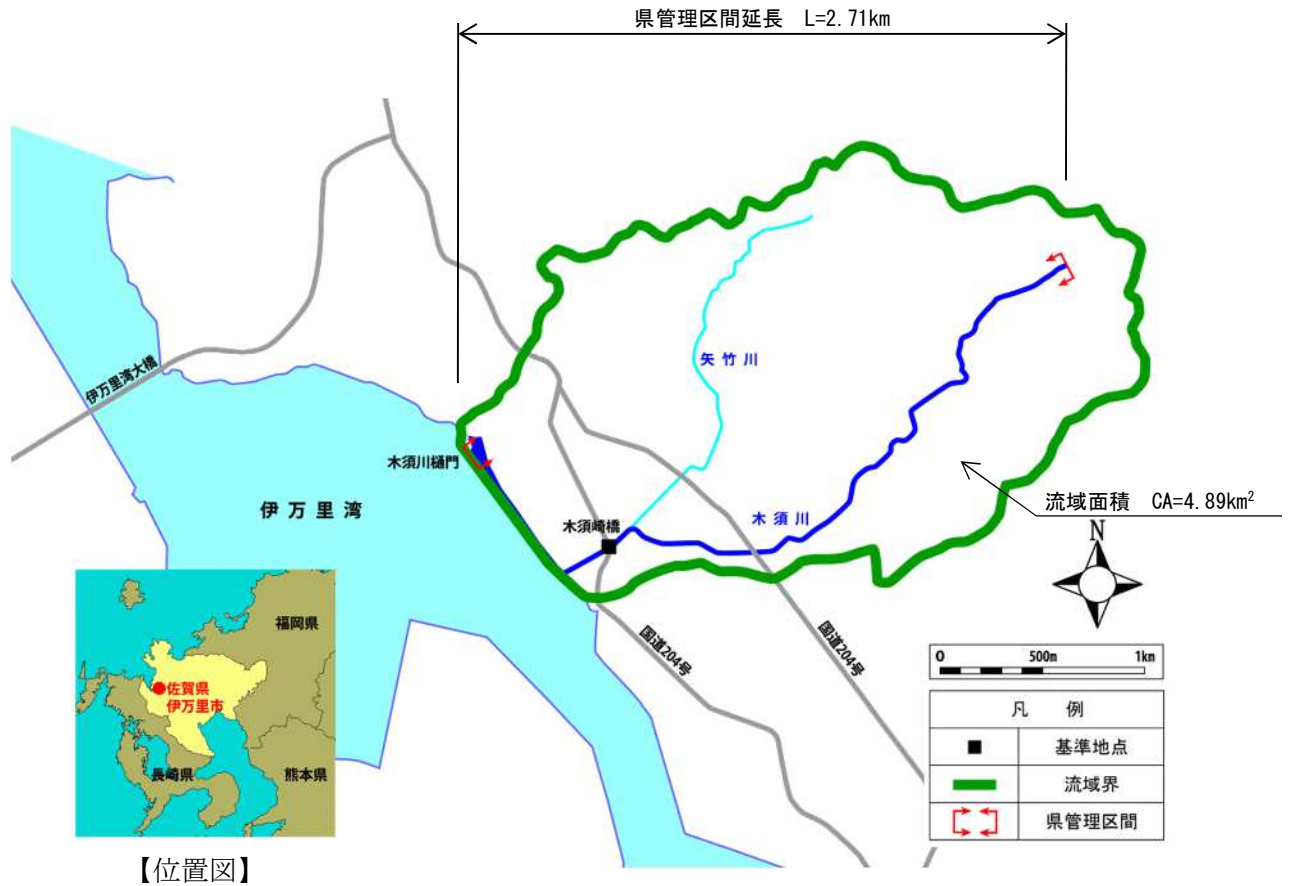 県管理区間延長　L=2.71km
伊万里湾大橋
矢竹川
木須川樋門
伊万里湾
木須崎橋
木須川
流域面積　CA=4.89km²
N
国道204号
国道204号
0 500m 1km
凡　例
基準地点
流域界
県管理区間
福岡県
佐賀県
伊万里市
長崎県
熊本県
【位置図】